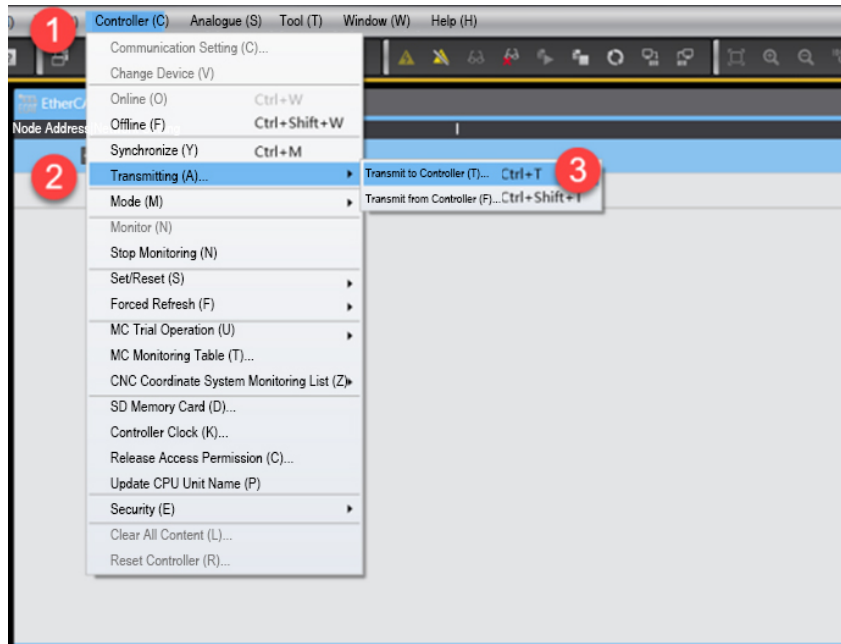 1
Controller (C) Analogue (S) Tool (T) Window (W) Help (H)
Communication Setting (C)...
Change Device (V)
EtherC
Online (O) Ctrl+W
Node Address
Offline (F) Ctrl+Shift+W
Synchronize (Y) Ctrl+M
2
Transmitting (A)...
Transmit to Controller (T)... Ctrl+T
3
Mode (M)
Transmit from Controller (F)...Ctrl+Shift+T
Monitor (N)
Stop Monitoring (N)
Set/Reset (S)
Forced Refresh (F)
MC Trial Operation (U)
MC Monitoring Table (T)...
CNC Coordinate System Monitoring List (Z)
SD Memory Card (D)...
Controller Clock (K)...
Release Access Permission (C)...
Update CPU Unit Name (P)
Security (E)
Clear All Content (L)...
Reset Controller (R)...